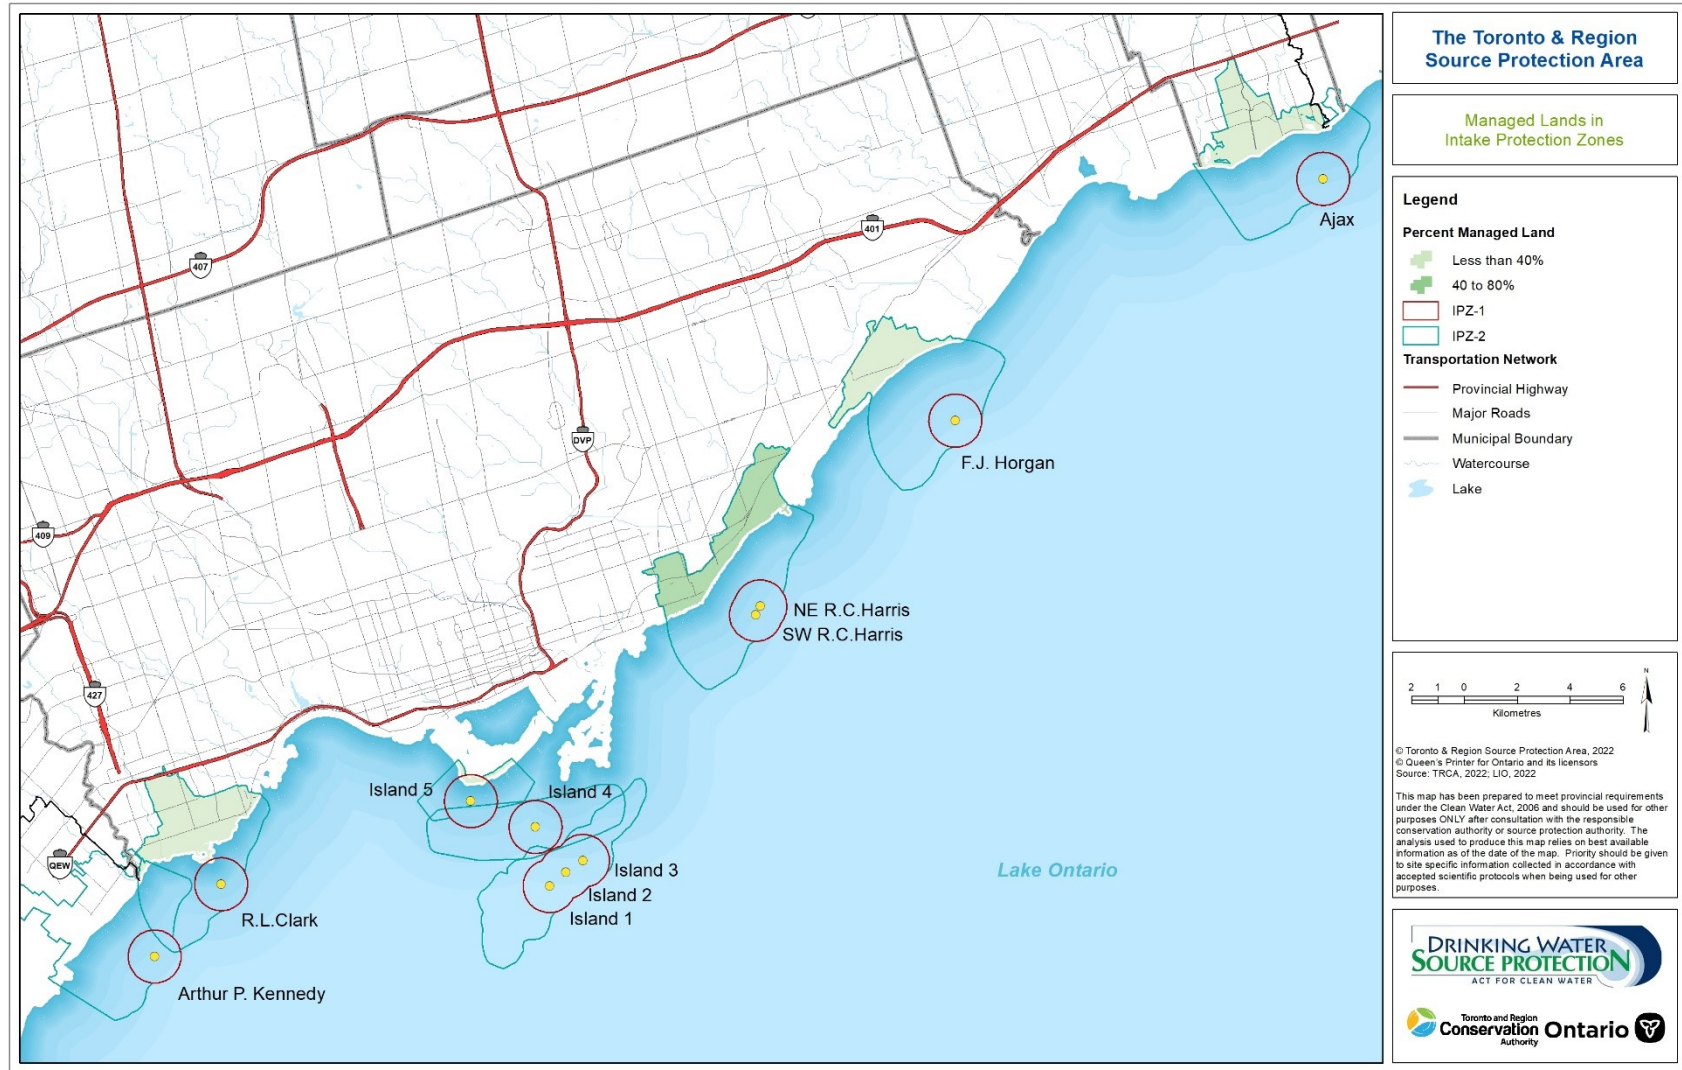 The Toronto & Region
Source Protection Area
Managed Lands in
Intake Protection Zones
Legend
Percent Managed Land
Less than 40%
40 to 80%
IPZ-1
IPZ-2
Transportation Network
Provincial Highway
Major Roads
Municipal Boundary
Watercourse
Lake
2 1 0 2 4 6
Kilometres
N
© Toronto & Region Source Protection Area, 2022
© Queen's Printer for Ontario and its licensors
Source: TRCA, 2022; LIO, 2022
This map has been prepared to meet provincial requirements
under the Clean Water Act, 2006 and should be used for other
purposes ONLY after consultation with the responsible
conservation authority or source protection authority. The
analysis used to produce this map relies on best available
information as of the date of the map. Priority should be given
to site specific information collected in accordance with
accepted scientific protocols when being used for other
purposes.
DRINKING WATER
SOURCE PROTECTION
ACT FOR CLEAN WATER
Toronto and Region
Conservation
Authority
Ontario
407
401
DVP
409
427
QEW
Ajax
F.J. Horgan
NE R.C.Harris
SW R.C.Harris
Island 5
Island 4
Island 3
Island 2
Island 1
R.L.Clark
Arthur P. Kennedy
Lake Ontario